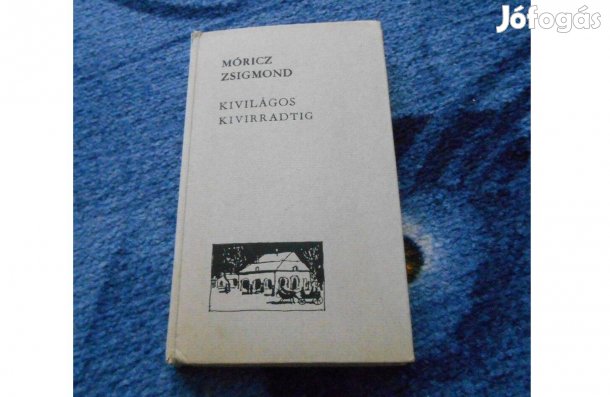 Jófogás
MÓRICZ
ZSIGMOND
KIVILÁGOS
KIVIRRADTIG